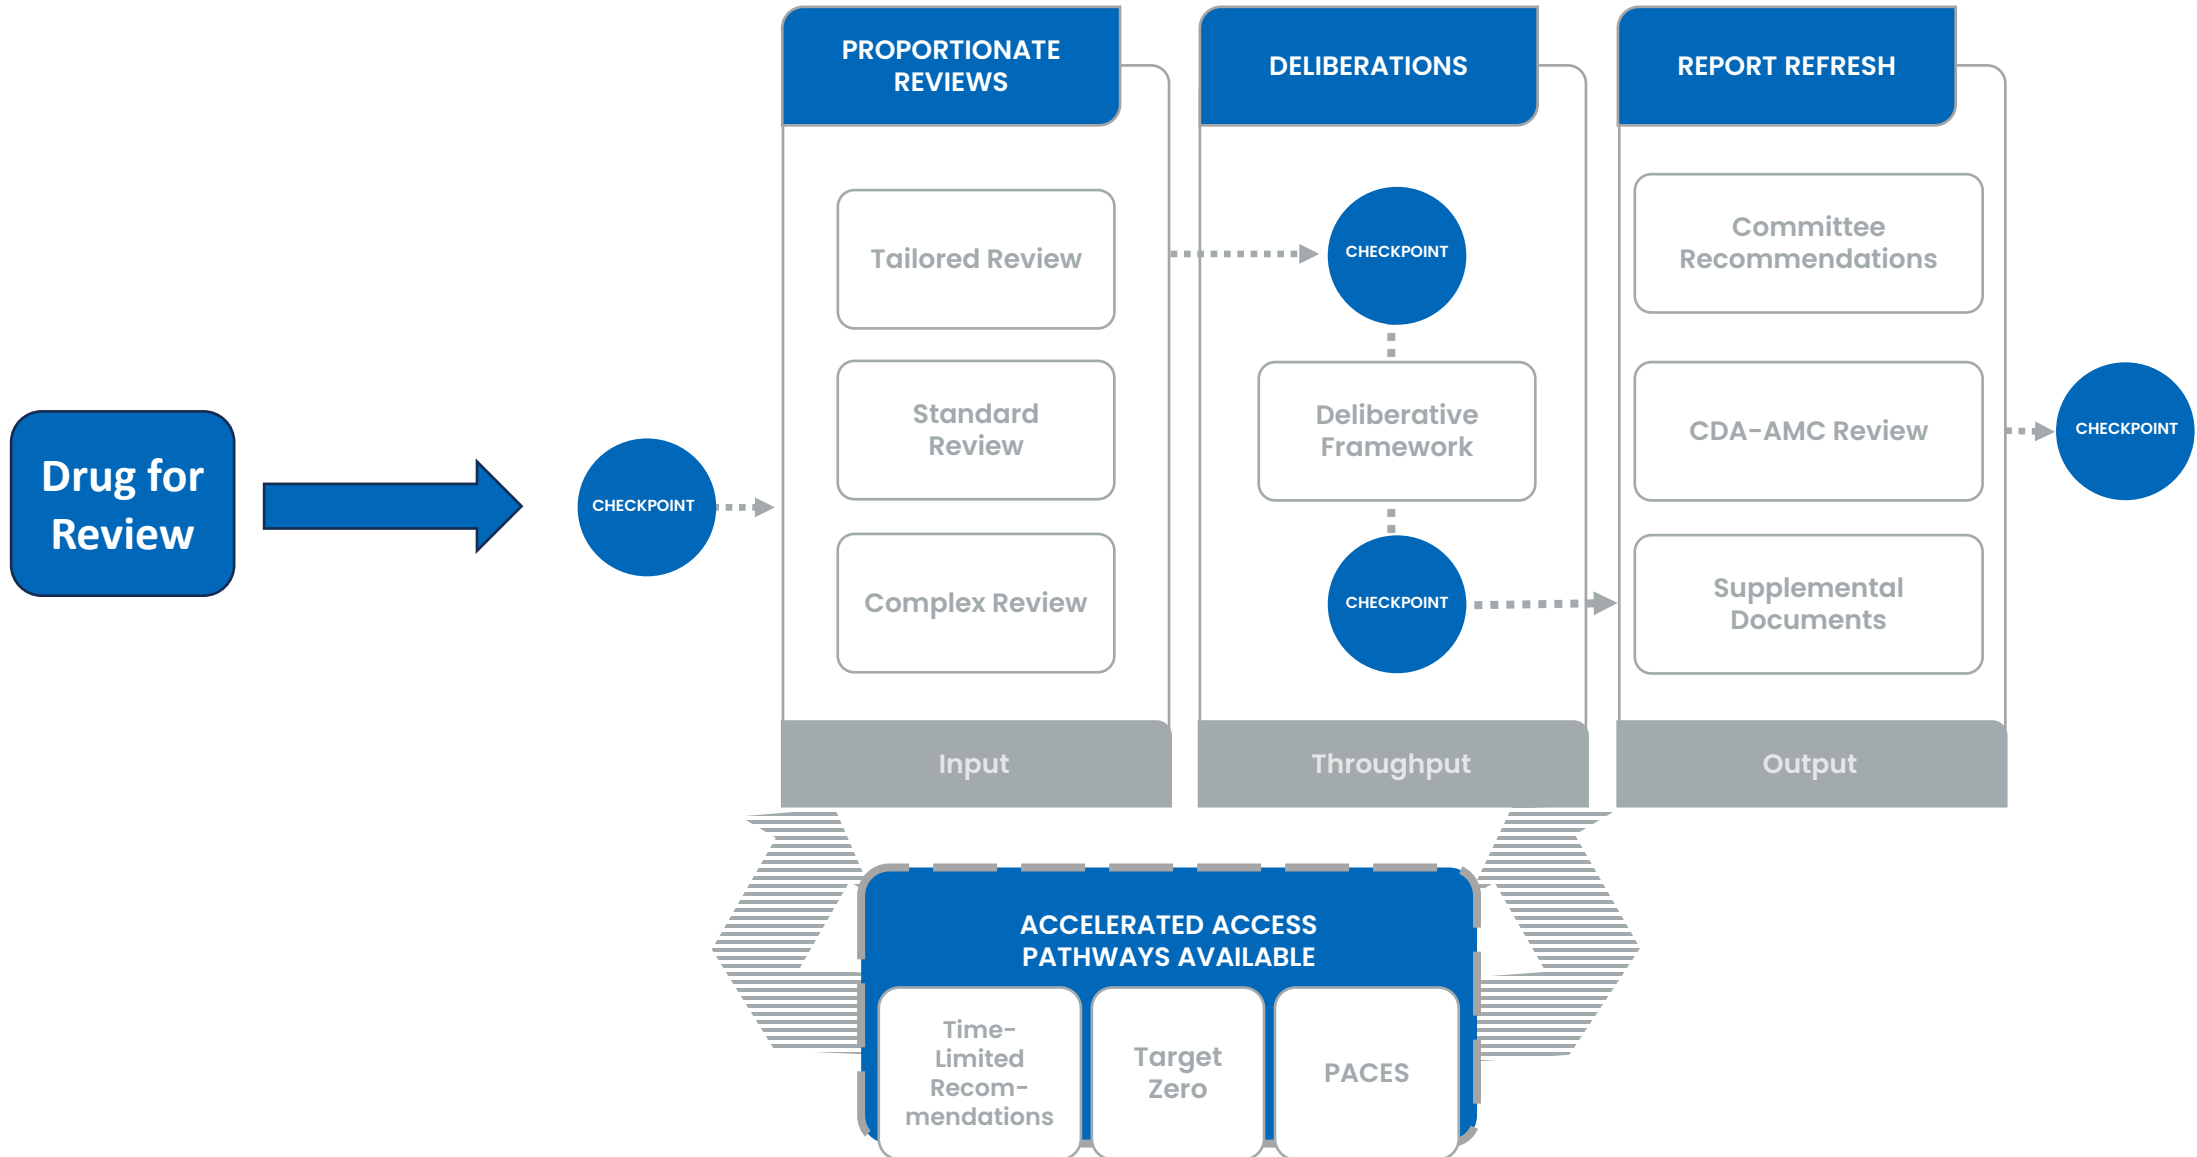 Drug for
Review
CHECKPOINT
PROPORTIONATE
REVIEWS
Tailored Review
Standard
Review
Complex Review
Input
DELIBERATIONS
CHECKPOINT
Deliberative
Framework
CHECKPOINT
Throughput
REPORT REFRESH
Committee
Recommendations
CDA-AMC Review
Supplemental
Documents
Output
CHECKPOINT
ACCELERATED ACCESS
PATHWAYS AVAILABLE
Time-
Limited
Recom-
mendations
Target
Zero
PACES